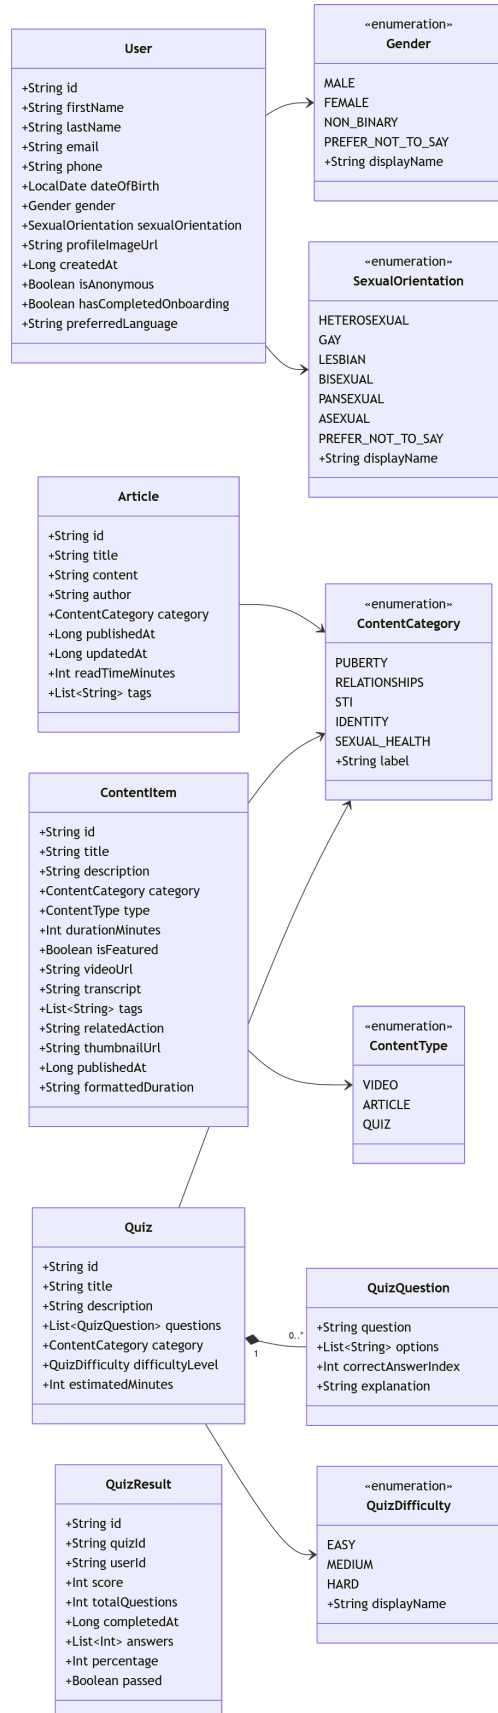 User
+String id
+String firstName
+String lastName
+String email
+String phone
+LocalDate dateOfBirth
+Gender gender
+SexualOrientation sexualOrientation
+String profileImageUrl
+Long createdAt
+Boolean isAnonymous
+Boolean hasCompletedOnboarding
+String preferredLanguage
«enumeration»
Gender
MALE
FEMALE
NON_BINARY
PREFER_NOT_TO_SAY
+String displayName
«enumeration»
SexualOrientation
HETEROSEXUAL
GAY
LESBIAN
BISEXUAL
PANSEXUAL
ASEXUAL
PREFER_NOT_TO_SAY
+String displayName
Article
+String id
+String title
+String content
+String author
+ContentCategory category
+Long publishedAt
+Long updatedAt
+Int readTimeMinutes
+List<String> tags
«enumeration»
ContentCategory
PUBERTY
RELATIONSHIPS
STI
IDENTITY
SEXUAL_HEALTH
+String label
ContentItem
+String id
+String title
+String description
+ContentCategory category
+ContentType type
+Int durationMinutes
+Boolean isFeatured
+String videoUrl
+String transcript
+List<String> tags
+String relatedAction
+String thumbnailUrl
+Long publishedAt
+String formattedDuration
«enumeration»
ContentType
VIDEO
ARTICLE
QUIZ
Quiz
+String id
+String title
+String description
+List<QuizQuestion> questions
+ContentCategory category
+QuizDifficulty difficultyLevel
+Int estimatedMinutes
1
0..*
QuizQuestion
+String question
+List<String> options
+Int correctAnswerIndex
+String explanation
QuizResult
+String id
+String quizId
+String userId
+Int score
+Int totalQuestions
+Long completedAt
+List<Int> answers
+Int percentage
+Boolean passed
«enumeration»
QuizDifficulty
EASY
MEDIUM
HARD
+String displayName